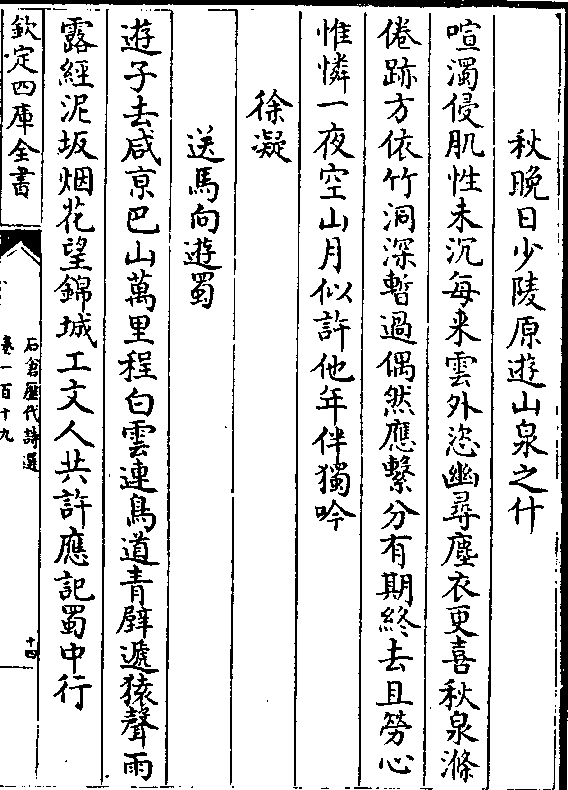 秋晚日少陵原遊山泉之什
喧濁侵肌性未沉每来雲外恣幽尋塵衣更喜秋泉滌
倦跡方依竹洞深暫過偶然應繫分有期終去且勞心
惟憐一夜空山月似許他年伴獨吟
徐凝
送馬向遊蜀
遊子去咸亰巴山萬里程白雲連鳥道青壁遞猿聲雨
露經泥坂烟花望錦城工文人共許應記蜀中行
欽定四庫全書
石倉歷代詩選
卷一百十九
十四